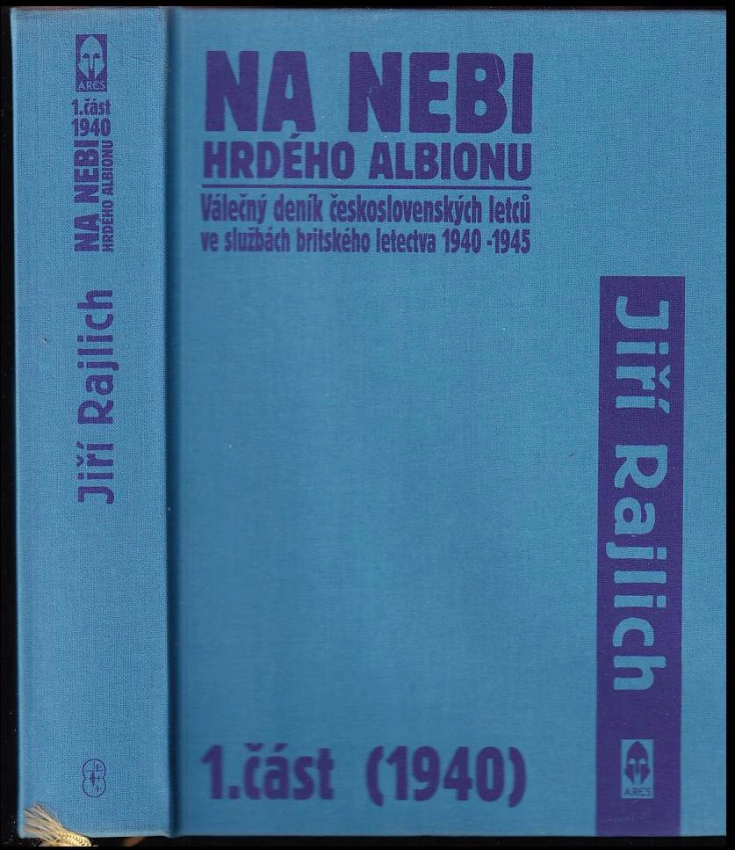 ARES
1.část
1940
NA NEBI
HRDÉHO ALBIONU
Jiří Rajlich
NA NEBI
HRDÉHO ALBIONU
Válečný deník československých letců
ve službách britského letectva 1940 -1945
Jiří Rajlich
ARES
1.část (1940)